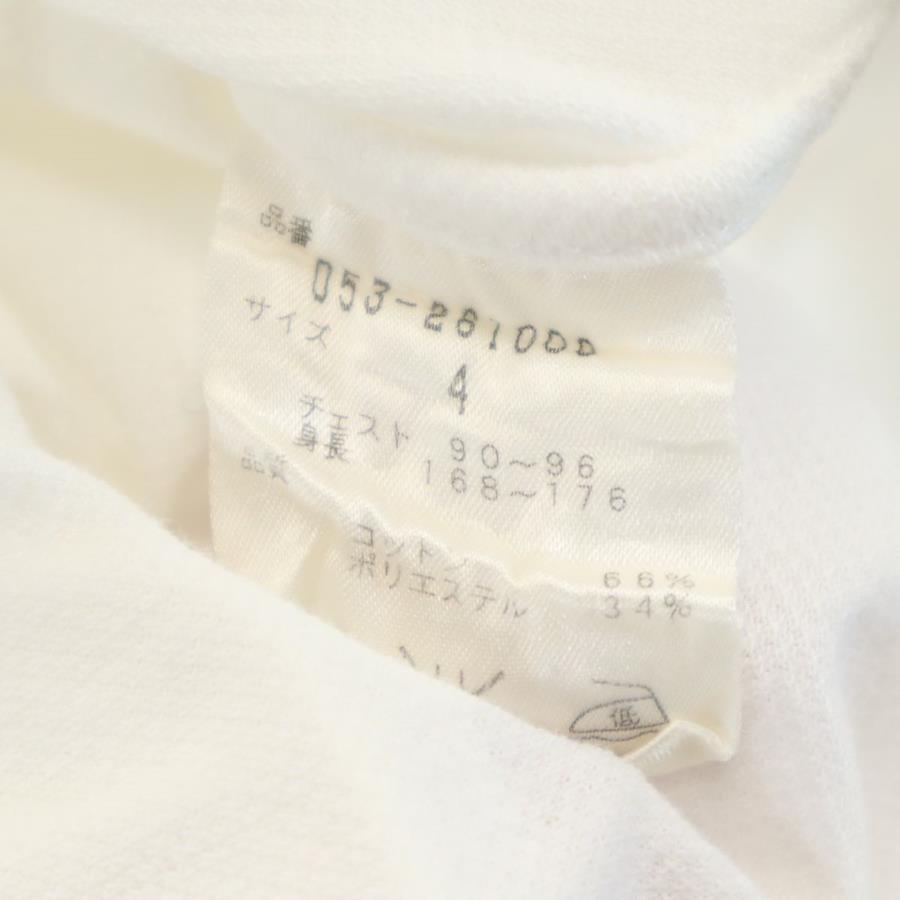 品番
053-261000
サイズ
4
チェスト 90～96
身長 168～176
品質
コットン 66%
ポリエステル 34%
低